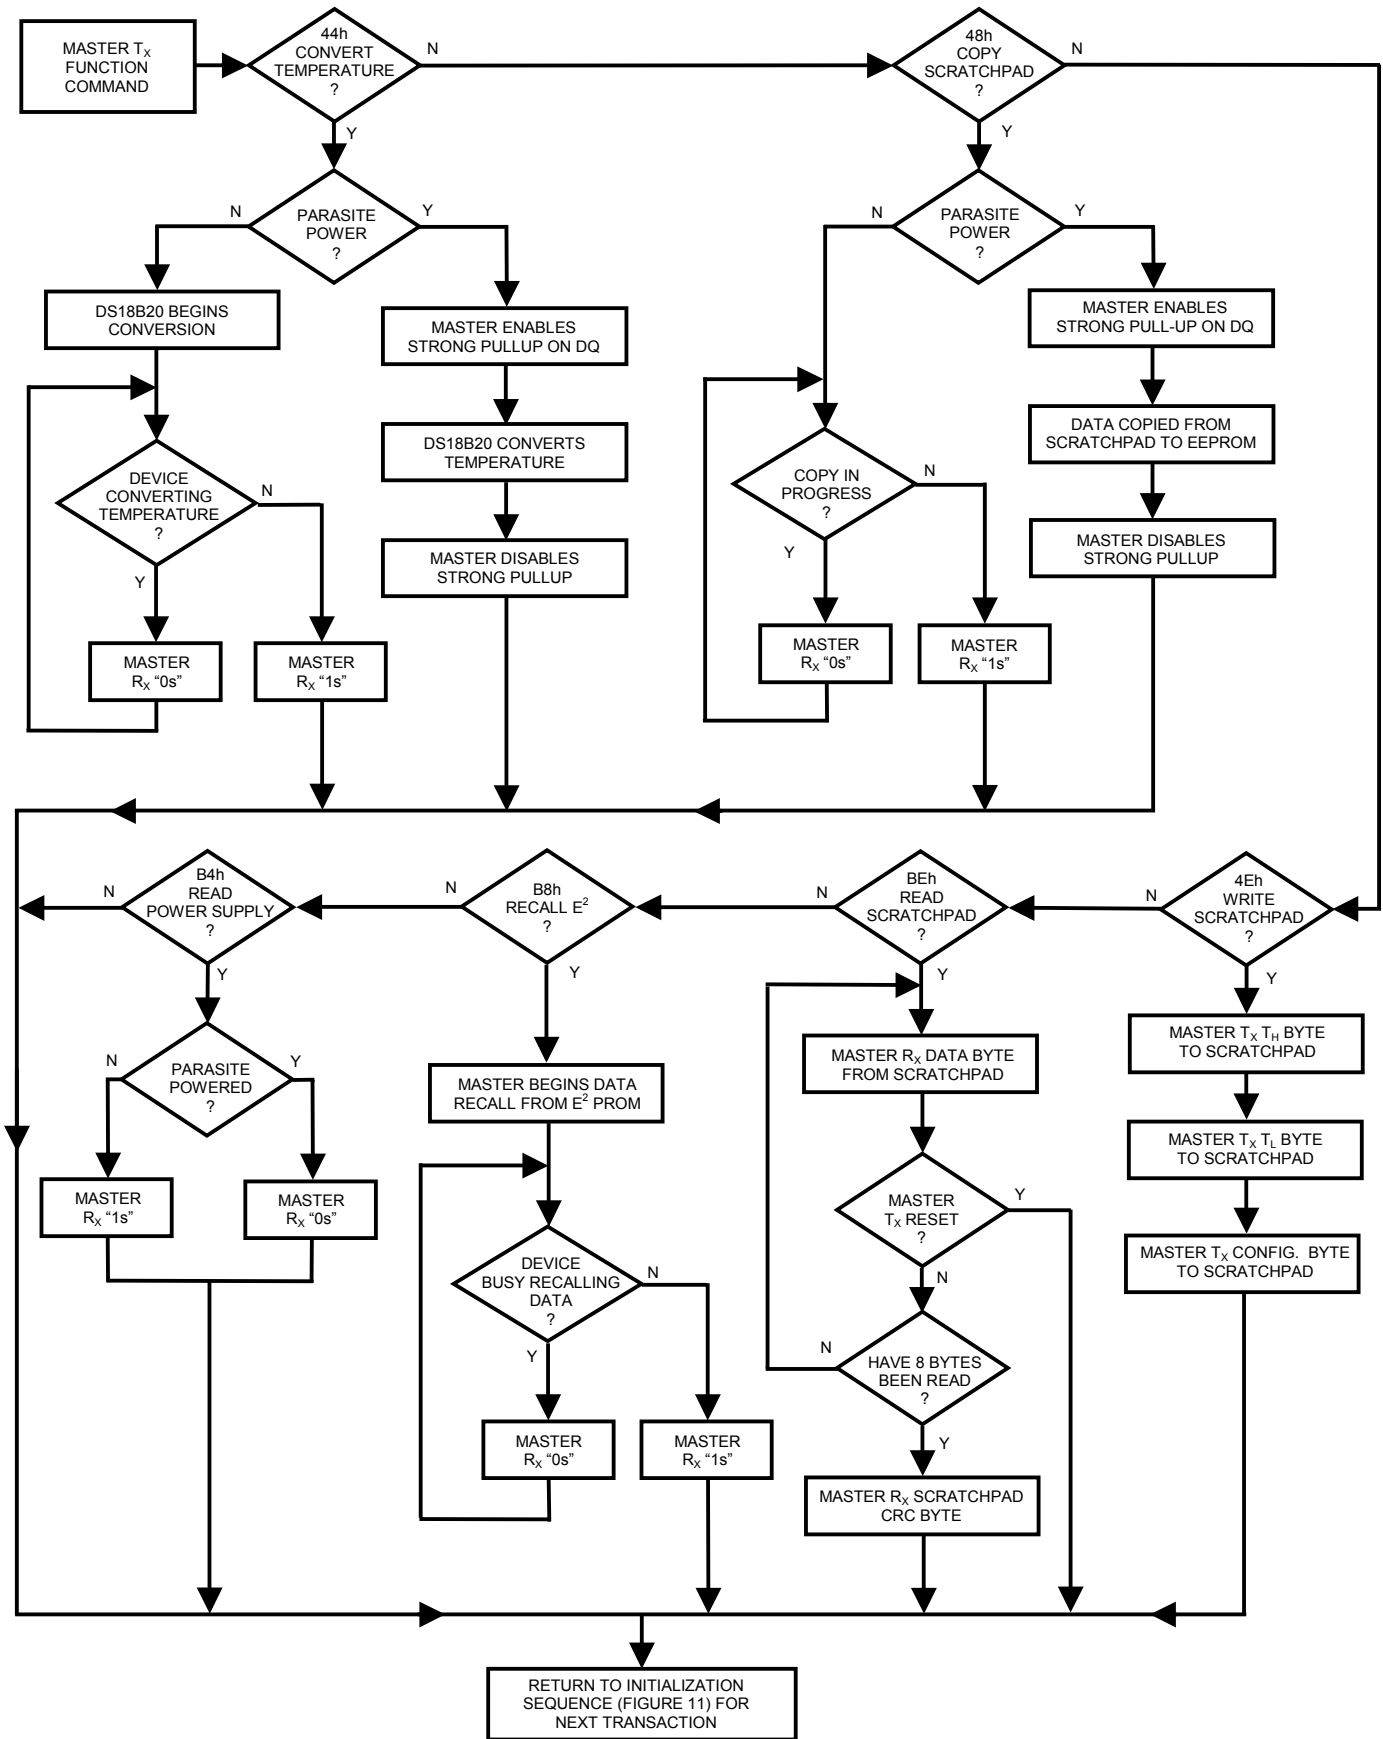 MASTER TX
FUNCTION
COMMAND
44h
CONVERT
TEMPERATURE
?
N
Y
48h
COPY
SCRATCHPAD
?
N
Y
PARASITE
POWER
?
N
Y
DS18B20 BEGINS
CONVERSION
MASTER ENABLES
STRONG PULLUP ON DQ
DEVICE
CONVERTING
TEMPERATURE
?
N
Y
DS18B20 CONVERTS
TEMPERATURE
MASTER DISABLES
STRONG PULLUP
MASTER
RX “0s”
MASTER
RX “1s”
PARASITE
POWER
?
N
Y
MASTER ENABLES
STRONG PULL-UP ON DQ
DATA COPIED FROM
SCRATCHPAD TO EEPROM
COPY IN
PROGRESS
?
N
Y
MASTER DISABLES
STRONG PULLUP
MASTER
RX “0s”
MASTER
RX “1s”
B4h
READ
POWER SUPPLY
?
N
Y
B8h
RECALL E2
?
N
Y
BEh
READ
SCRATCHPAD
?
N
Y
4Eh
WRITE
SCRATCHPAD
?
N
Y
PARASITE
POWERED
?
N
Y
MASTER
RX “1s”
MASTER
RX “0s”
MASTER BEGINS DATA
RECALL FROM E2 PROM
DEVICE
BUSY RECALLING
DATA
?
N
Y
MASTER
RX “0s”
MASTER
RX “1s”
MASTER RX DATA BYTE
FROM SCRATCHPAD
MASTER
TX RESET
?
Y
N
HAVE 8 BYTES
BEEN READ
?
N
Y
MASTER RX SCRATCHPAD
CRC BYTE
MASTER TX TH BYTE
TO SCRATCHPAD
MASTER TX TL BYTE
TO SCRATCHPAD
MASTER TX CONFIG. BYTE
TO SCRATCHPAD
RETURN TO INITIALIZATION
SEQUENCE (FIGURE 11) FOR
NEXT TRANSACTION